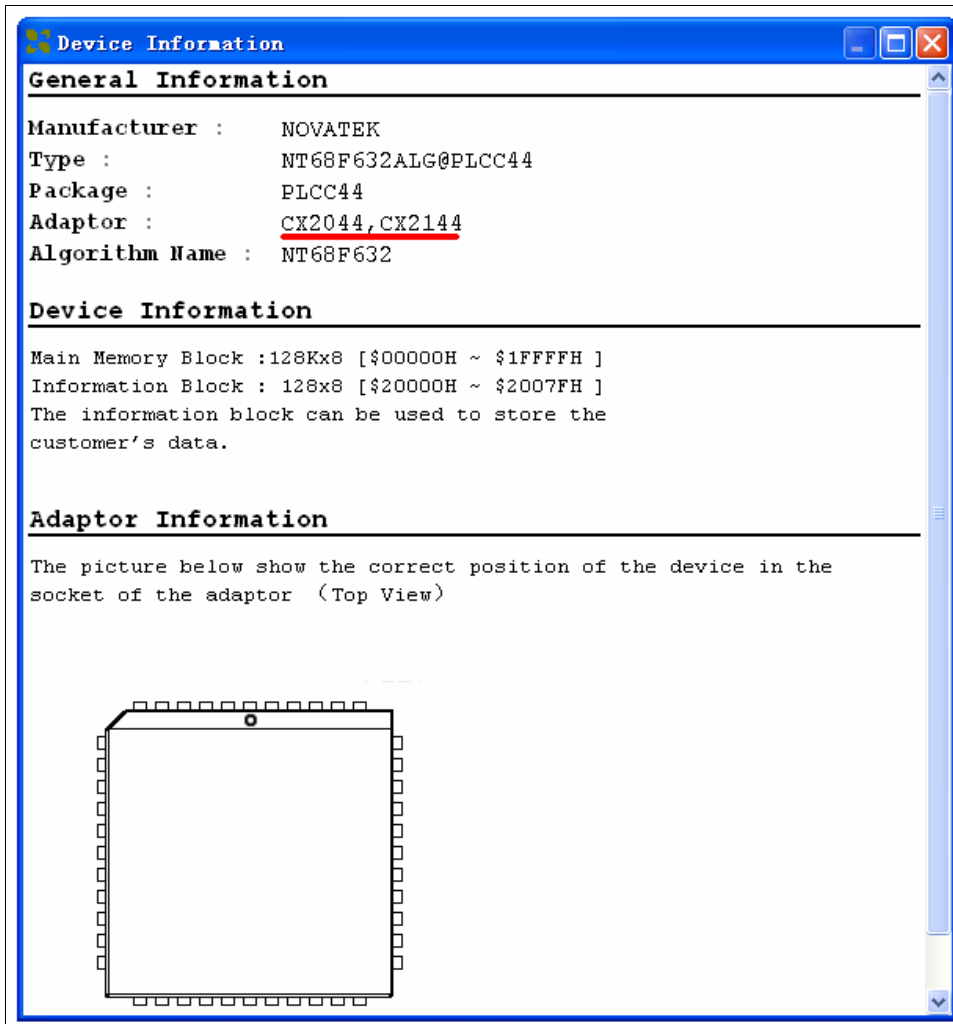 Device Information
General Information
Manufacturer : NOVATEK
Type : NT68F632ALG@PLCC44
Package : PLCC44
Adaptor : CX2044,CX2144
Algorithm Name : NT68F632
Device Information
Main Memory Block :128Kx8 [$00000H ~ $1FFFFH ]
Information Block : 128x8 [$20000H ~ $2007FH ]
The information block can be used to store the
customer's data.
Adaptor Information
The picture below show the correct position of the device in the
socket of the adaptor （Top View）